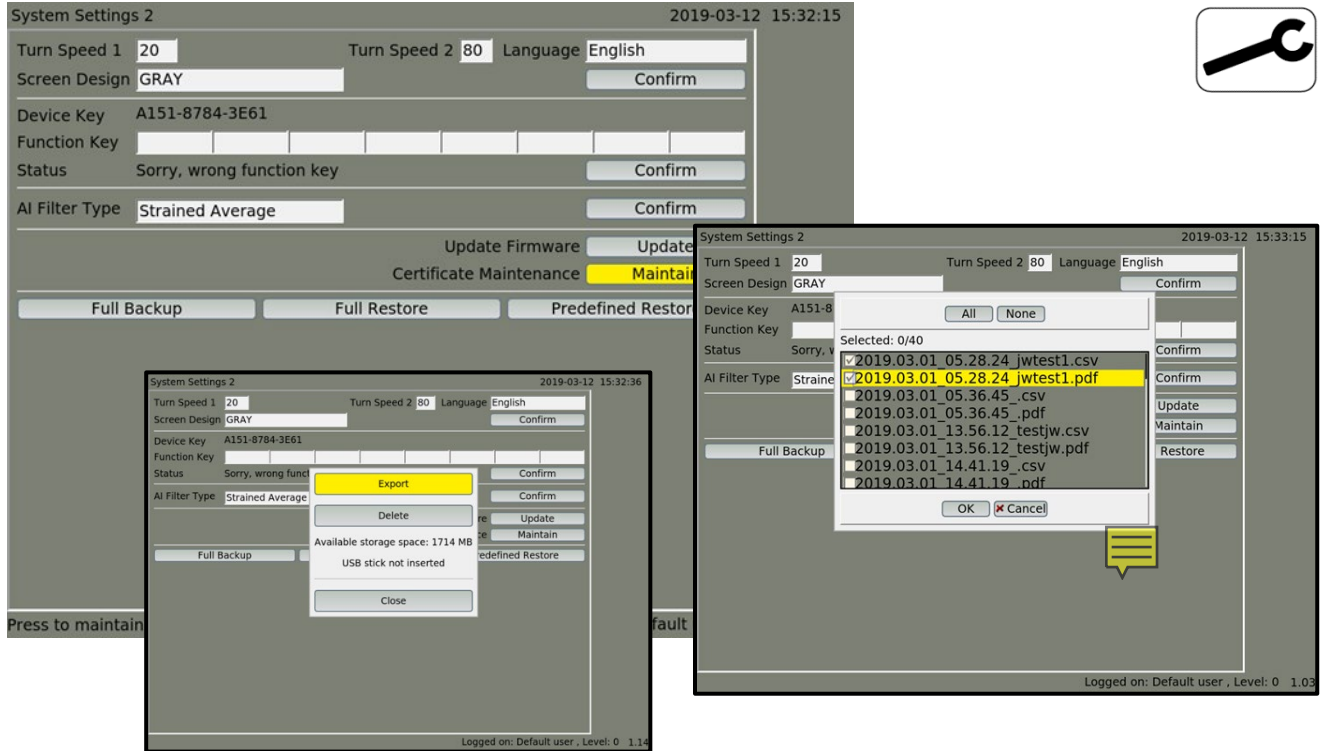 System Settings 2 2019-03-12 15:32:15
Turn Speed 1 20 Turn Speed 2 80 Language English
Screen Design GRAY Confirm
Device Key A151-8784-3E61
Function Key
Status Sorry, wrong function key Confirm
AI Filter Type Strained Average Confirm
Update Firmware Update
Certificate Maintenance Maintain
Full Backup Full Restore Predefined Restor
Press to maintain fault
System Settings 2 2019-03-12 15:32:36
Turn Speed 1 20 Turn Speed 2 80 Language English
Screen Design GRAY Confirm
Device Key A151-8784-3E61
Function Key
Status Sorry, wrong funct Confirm
AI Filter Type Strained Average Confirm
re Update
ce Maintain
Full Backup redefined Restore
Export
Delete
Available storage space: 1714 MB
USB stick not inserted
Close
Logged on: Default user , Level: 0 1.14
System Settings 2 2019-03-12 15:33:15
Turn Speed 1 20 Turn Speed 2 80 Language English
Screen Design GRAY Confirm
Device Key A151-8
Function Key
Status Sorry, w Confirm
AI Filter Type Straine Confirm
Update
Maintain
Full Backup Restore
All None
Selected: 0/40
2019.03.01_05.28.24_jwtest1.csv
2019.03.01_05.28.24_jwtest1.pdf
2019.03.01_05.36.45_.csv
2019.03.01_05.36.45_.pdf
2019.03.01_13.56.12_testjw.csv
2019.03.01_13.56.12_testjw.pdf
2019.03.01_14.41.19_.csv
2019.03.01_14.41.19_.pdf
OK Cancel
Logged on: Default user , Level: 0 1.03